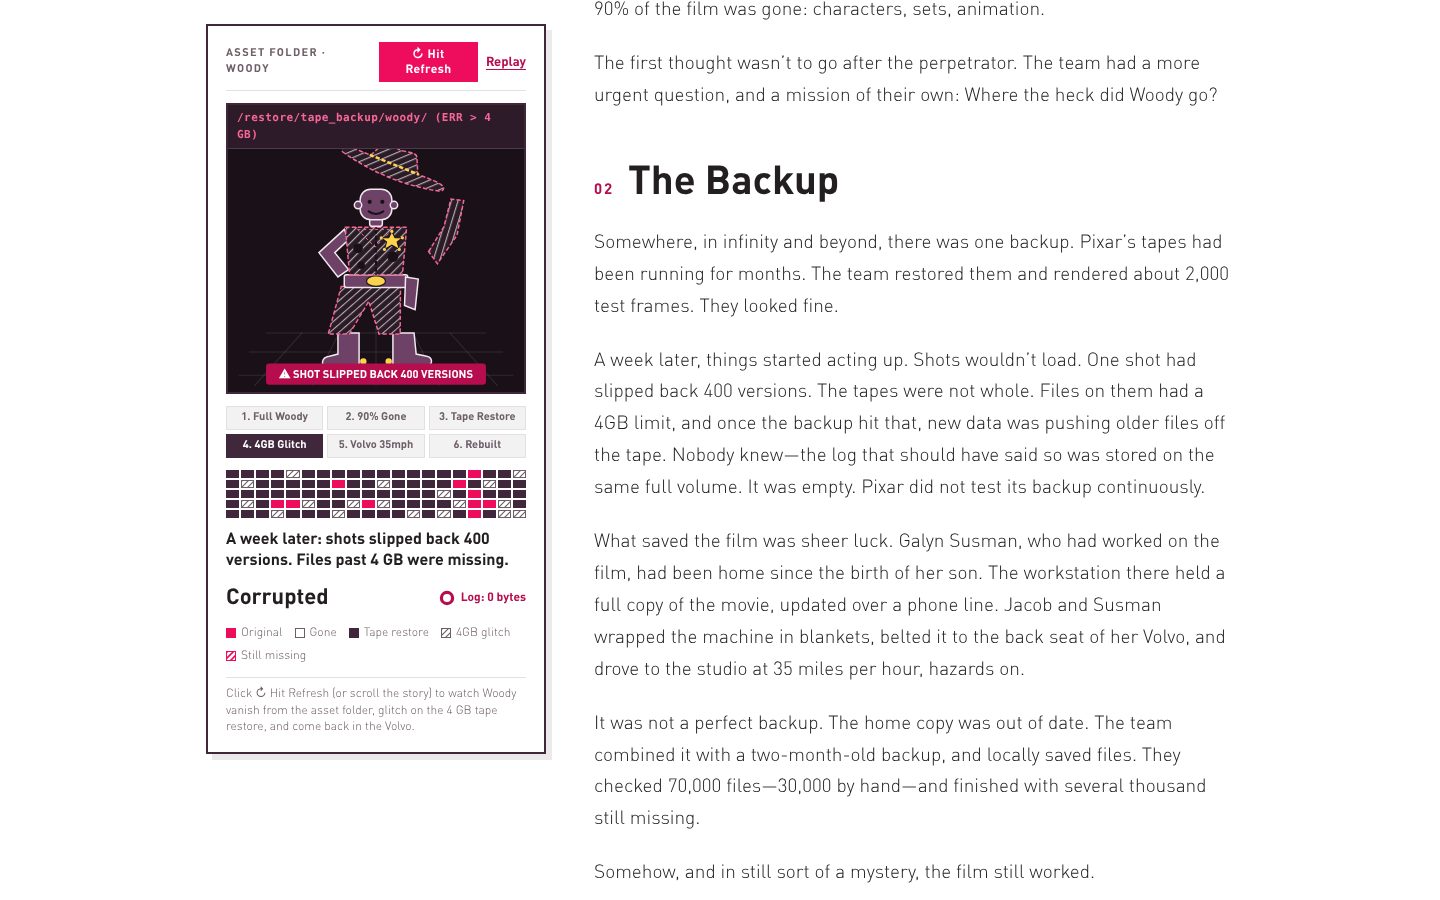 ASSET FOLDER ·
WOODY
↻ Hit
Refresh
Replay
/restore/tape_backup/woody/ (ERR > 4
GB)
⚠ SHOT SLIPPED BACK 400 VERSIONS
1. Full Woody
2. 90% Gone
3. Tape Restore
4. 4GB Glitch
5. Volvo 35mph
6. Rebuilt
A week later: shots slipped back 400
versions. Files past 4 GB were missing.
Corrupted
Log: 0 bytes
Original
Gone
Tape restore
4GB glitch
Still missing
Click ↻ Hit Refresh (or scroll the story) to watch Woody
vanish from the asset folder, glitch on the 4 GB tape
restore, and come back in the Volvo.
90% of the film was gone: characters, sets, animation.
The first thought wasn’t to go after the perpetrator. The team had a more
urgent question, and a mission of their own: Where the heck did Woody go?
02 The Backup
Somewhere, in infinity and beyond, there was one backup. Pixar’s tapes had
been running for months. The team restored them and rendered about 2,000
test frames. They looked fine.
A week later, things started acting up. Shots wouldn’t load. One shot had
slipped back 400 versions. The tapes were not whole. Files on them had a
4GB limit, and once the backup hit that, new data was pushing older files off
the tape. Nobody knew—the log that should have said so was stored on the
same full volume. It was empty. Pixar did not test its backup continuously.
What saved the film was sheer luck. Galyn Susman, who had worked on the
film, had been home since the birth of her son. The workstation there held a
full copy of the movie, updated over a phone line. Jacob and Susman
wrapped the machine in blankets, belted it to the back seat of her Volvo, and
drove to the studio at 35 miles per hour, hazards on.
It was not a perfect backup. The home copy was out of date. The team
combined it with a two-month-old backup, and locally saved files. They
checked 70,000 files—30,000 by hand—and finished with several thousand
still missing.
Somehow, and in still sort of a mystery, the film still worked.